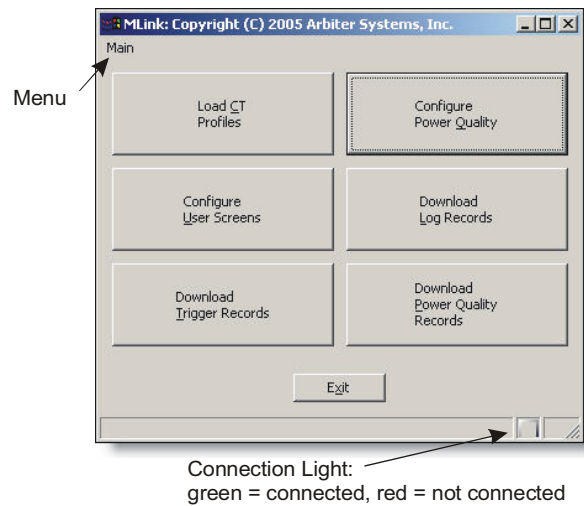 MLink: Copyright (C) 2005 Arbiter Systems, Inc.
Main
Menu
Load CT
Profiles
Configure
Power Quality
Configure
User Screens
Download
Log Records
Download
Trigger Records
Download
Power Quality
Records
Exit
Connection Light:
green = connected, red = not connected